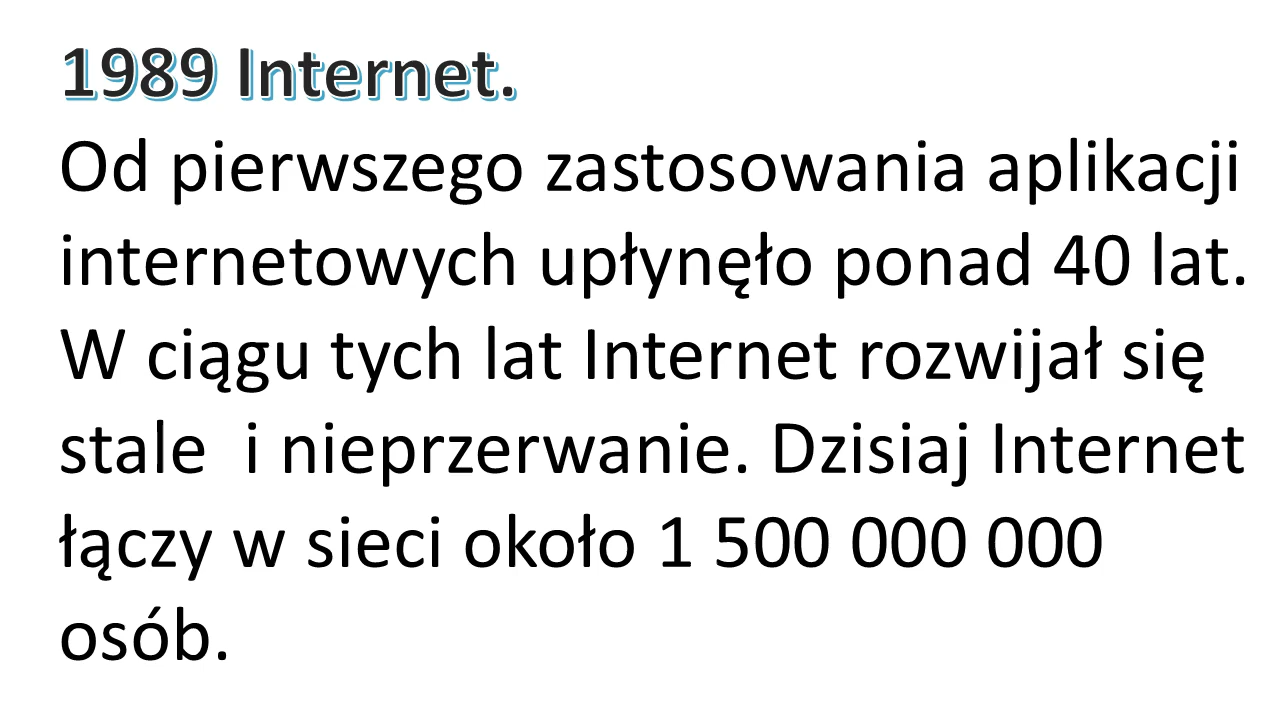 1989 Internet.
Od pierwszego zastosowania aplikacji
internetowych upłynęło ponad 40 lat.
W ciągu tych lat Internet rozwijał się
stale  i nieprzerwanie. Dzisiaj Internet
łączy w sieci około 1 500 000 000
osób.